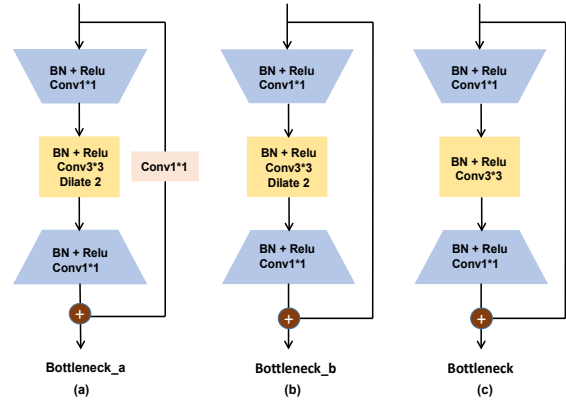 BN + Relu
Conv1*1
BN + Relu
Conv3*3
Dilate 2
Conv1*1
BN + Relu
Conv1*1
+
Bottleneck_a
(a)
BN + Relu
Conv1*1
BN + Relu
Conv3*3
Dilate 2
BN + Relu
Conv1*1
+
Bottleneck_b
(b)
BN + Relu
Conv1*1
BN + Relu
Conv3*3
BN + Relu
Conv1*1
+
Bottleneck
(c)